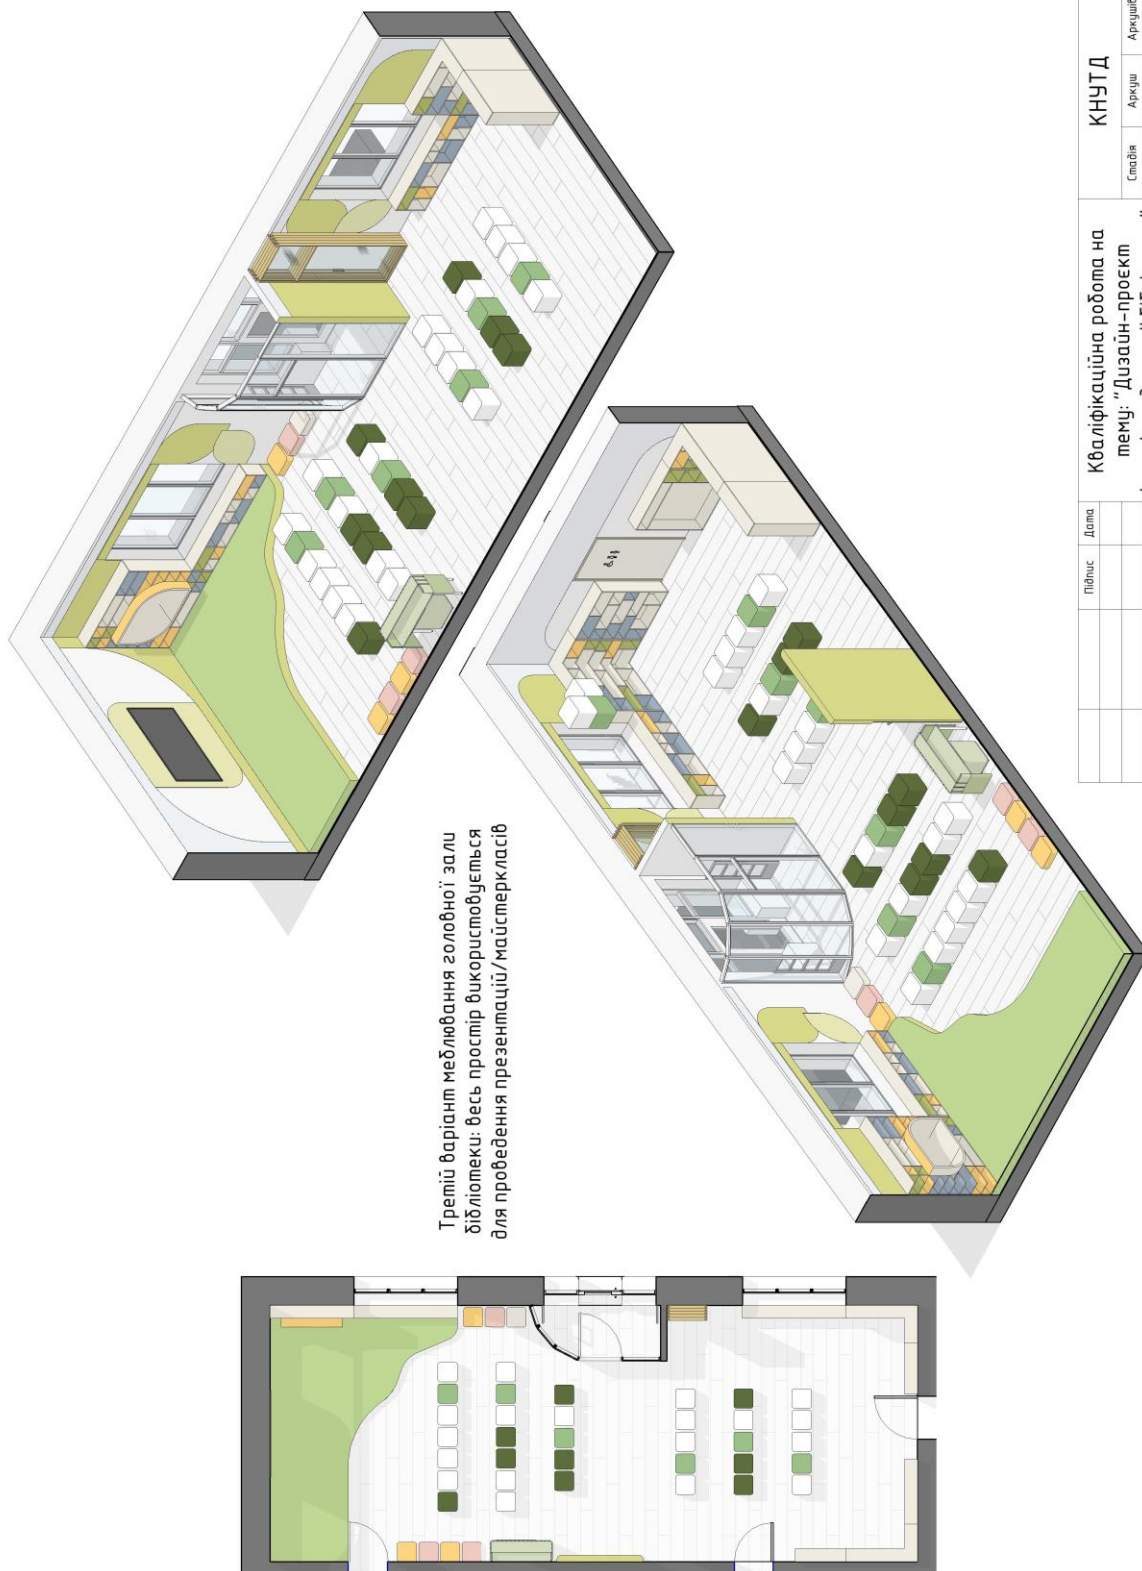 Третій варіант меблювання головної зали
бібліотеки: весь простір використовується
для проведення презентацій/майстеркласів
Підпис
Дата
Кваліфікаційна робота на
тему: "Дизайн-проєкт
КНУТД
Стадія
Аркуш
Аркушів